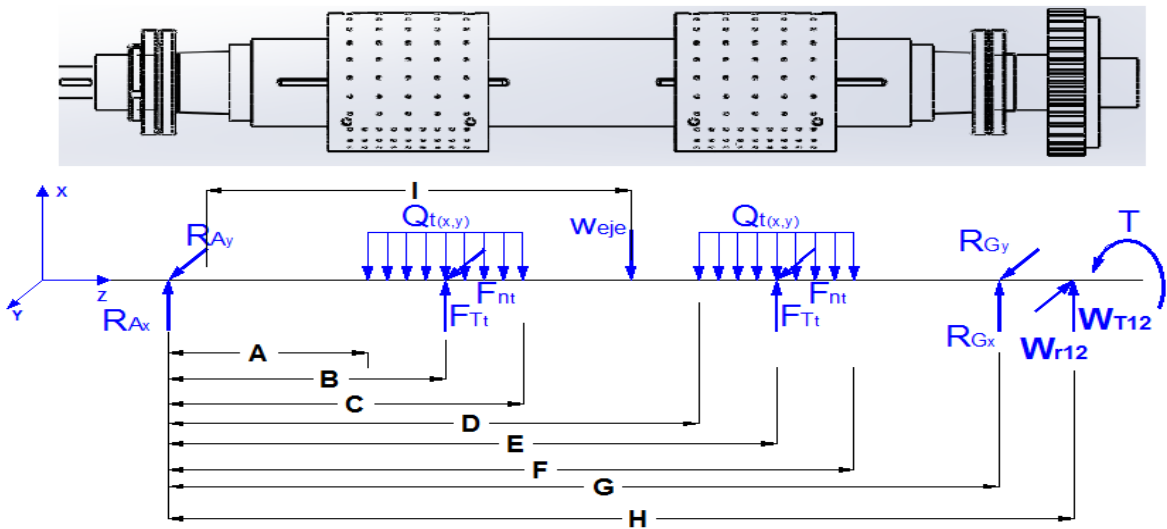 I
X
Z
Y
RAy
Qt(x,y)
weje
Qt(x,y)
RGy
T
RAx
Fnt
FTt
Fnt
FTt
RGx
WT12
Wr12
A
B
C
D
E
F
G
H